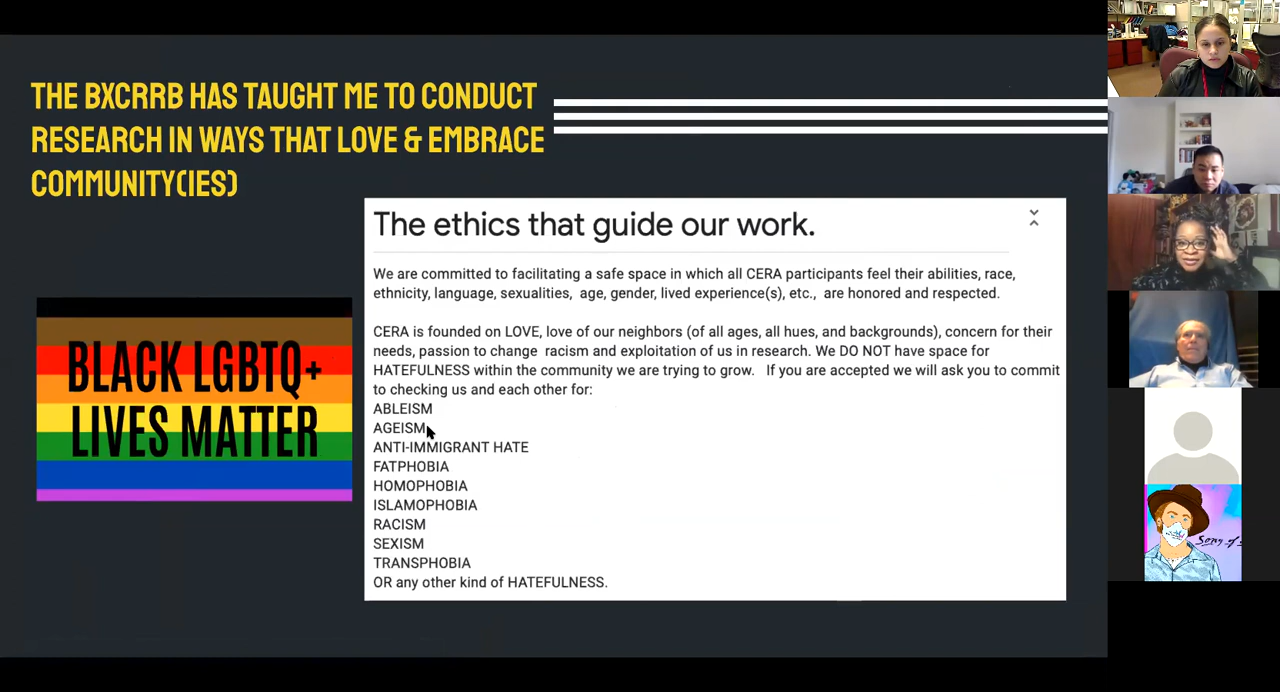 THE BXCRRB HAS TAUGHT ME TO CONDUCT
RESEARCH IN WAYS THAT LOVE & EMBRACE
COMMUNITY(IES)
The ethics that guide our work.
We are committed to facilitating a safe space in which all CERA participants feel their abilities, race,
ethnicity, language, sexualities, age, gender, lived experience(s), etc., are honored and respected.
CERA is founded on LOVE, love of our neighbors (of all ages, all hues, and backgrounds), concern for their
needs, passion to change racism and exploitation of us in research. We DO NOT have space for
HATEFULNESS within the community we are trying to grow. If you are accepted we will ask you to commit
to checking us and each other for:
ABLEISM
AGEISM
ANTI-IMMIGRANT HATE
FATPHOBIA
HOMOPHOBIA
ISLAMOPHOBIA
RACISM
SEXISM
TRANSPHOBIA
OR any other kind of HATEFULNESS.
BLACK LGBTQ+
LIVES MATTER
Song of